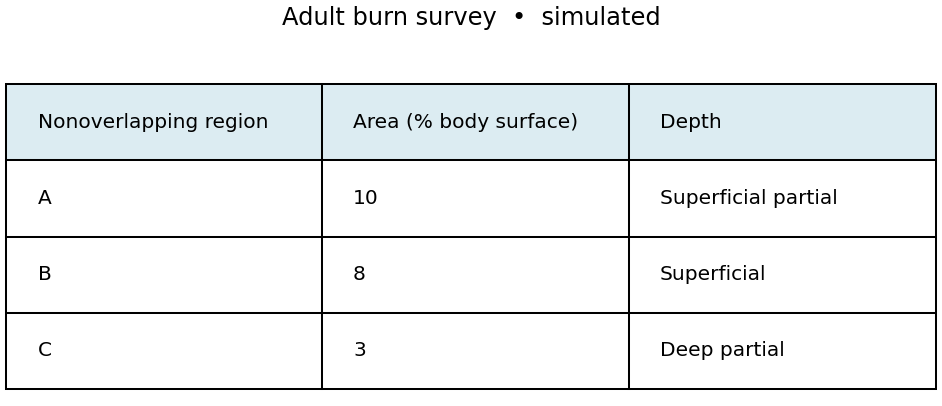 Adult burn survey • simulated
Nonoverlapping region Area (% body surface) Depth
A 10 Superficial partial
B 8 Superficial
C 3 Deep partial